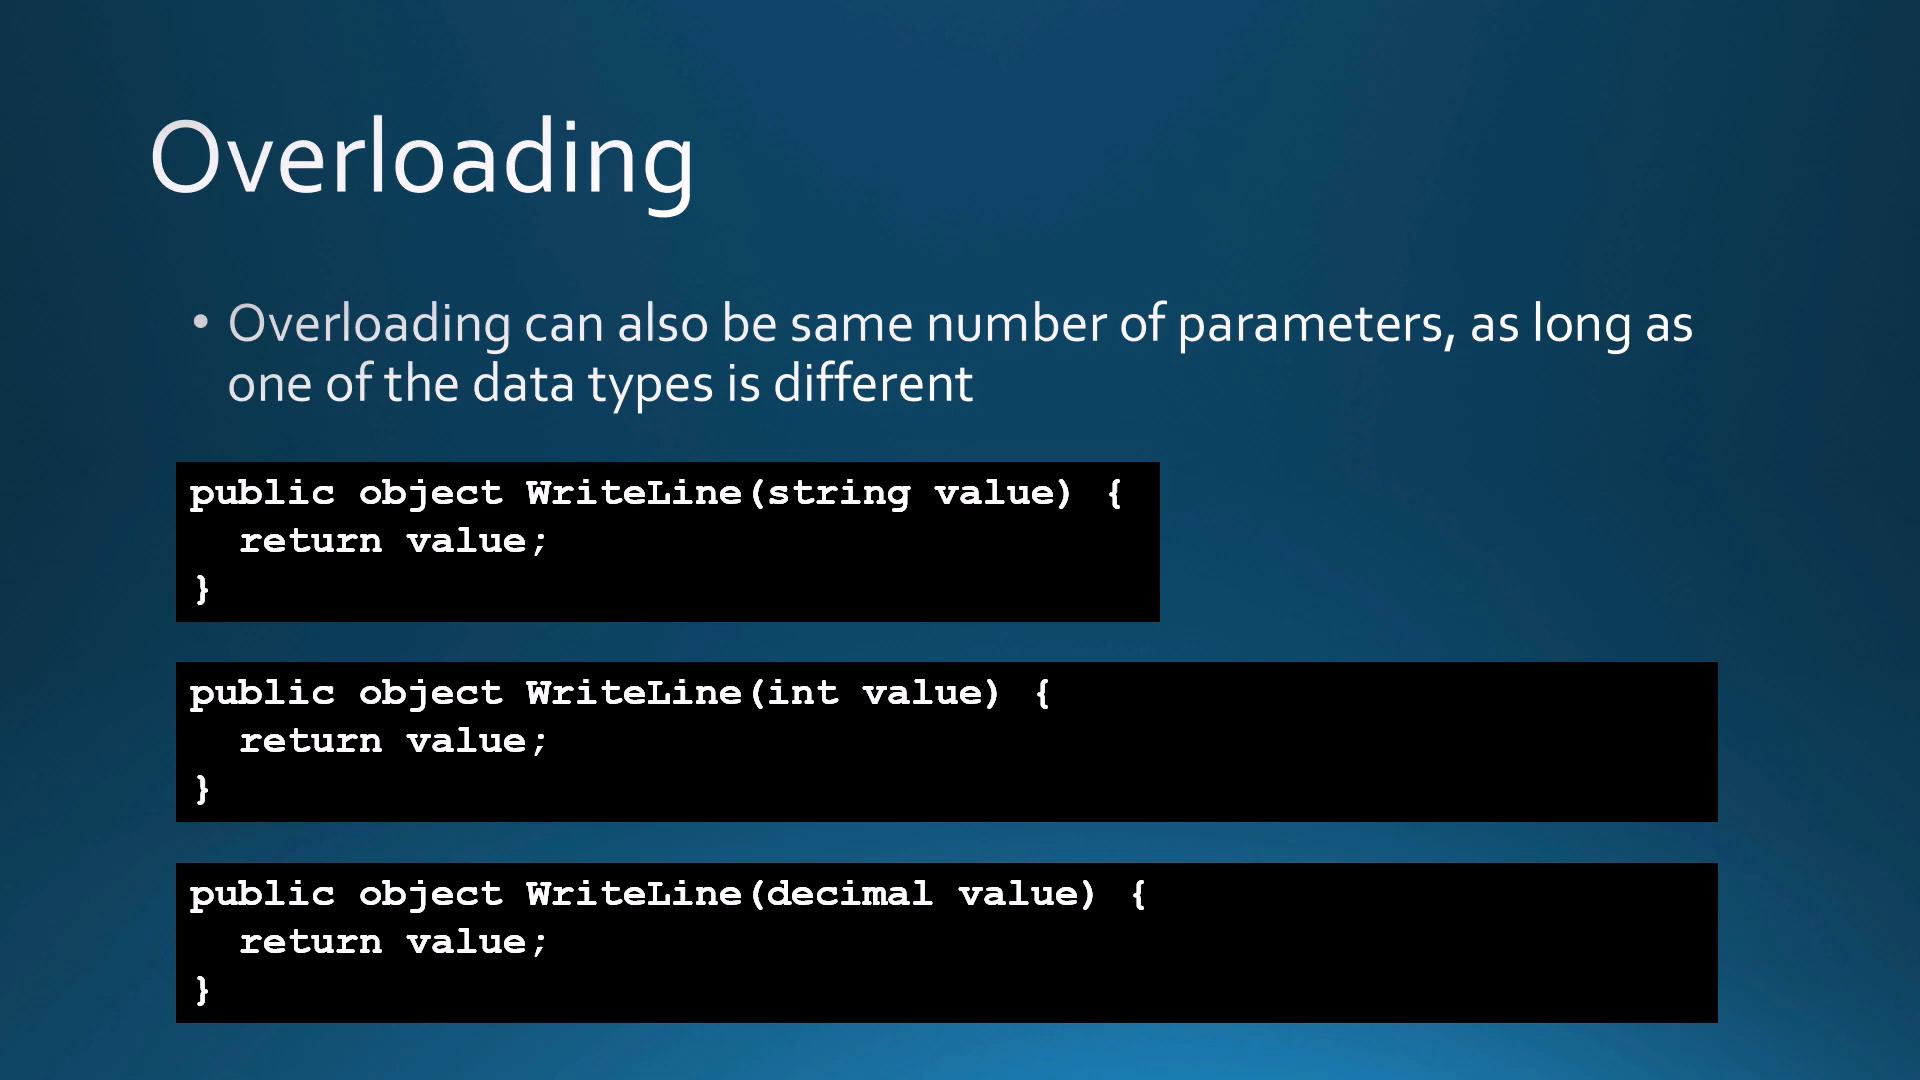 Overloading
• Overloading can also be same number of parameters, as long as
one of the data types is different
public object WriteLine(string value) {
  return value;
}
public object WriteLine(int value) {
  return value;
}
public object WriteLine(decimal value) {
  return value;
}